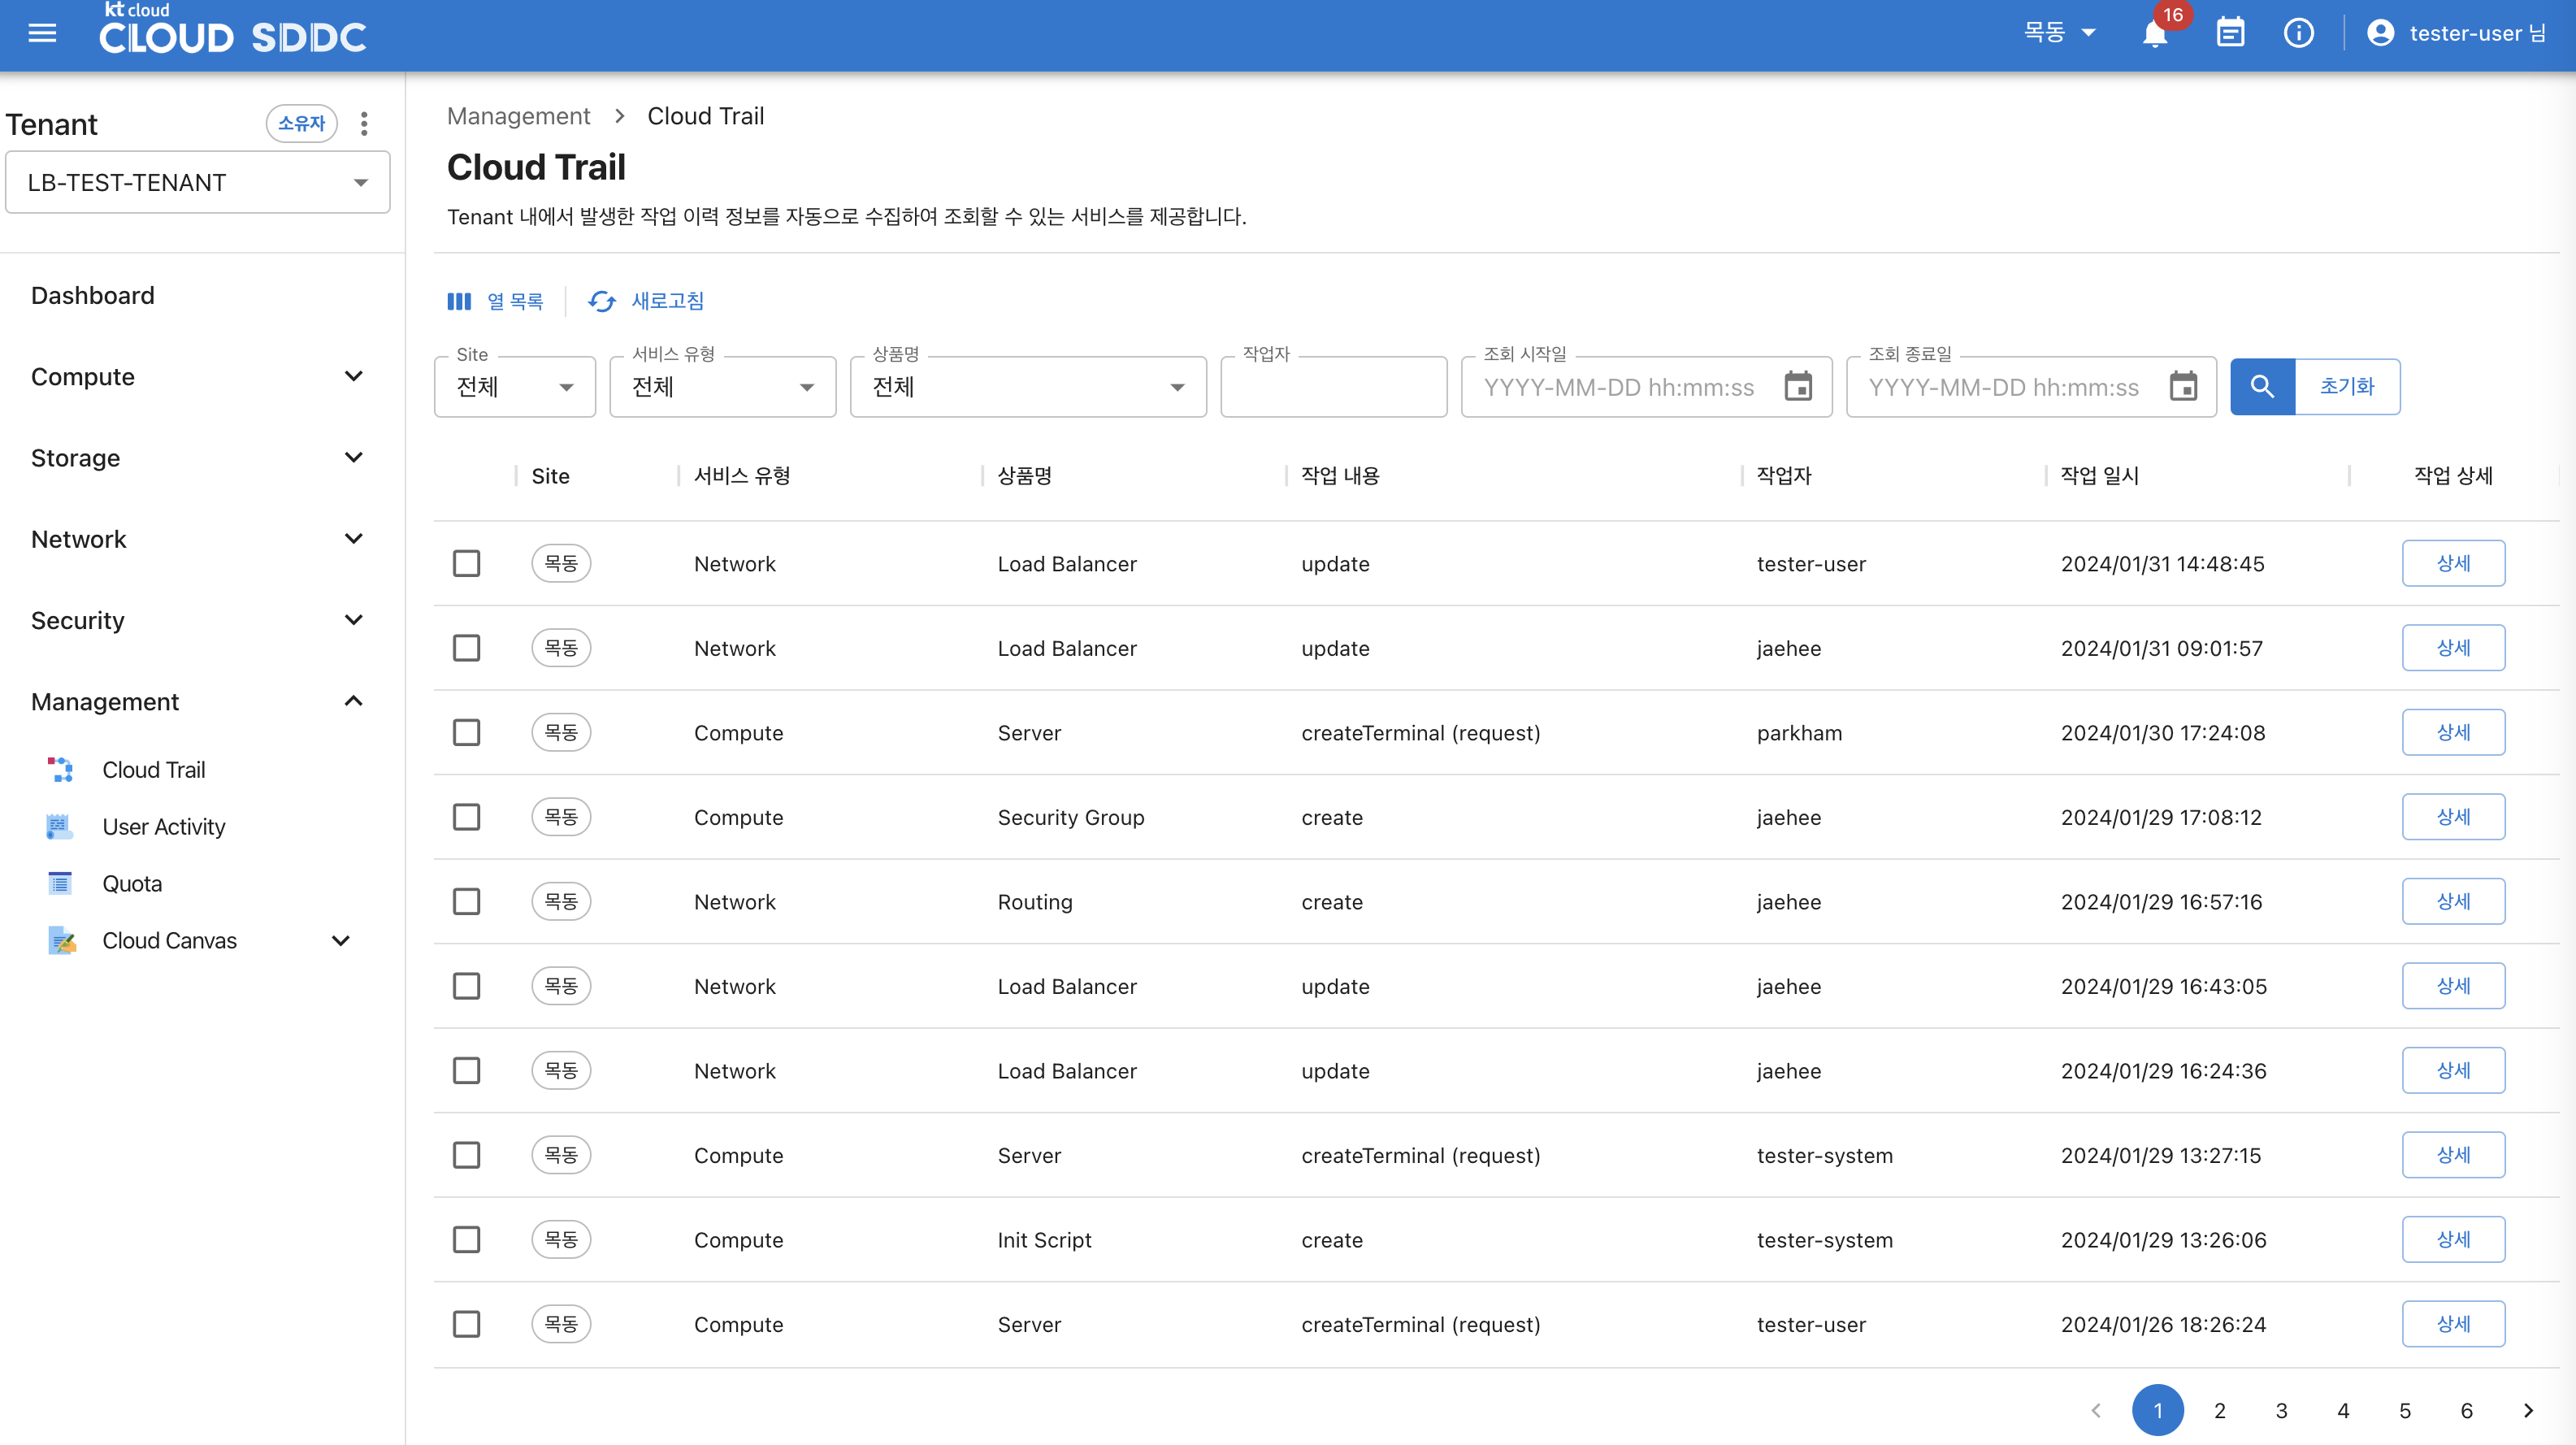 kt cloud
CLOUD SDDC
목동
16
tester-user 님
Tenant
소유자
LB-TEST-TENANT
Dashboard
Compute
Storage
Network
Security
Management
Cloud Trail
User Activity
Quota
Cloud Canvas
Management > Cloud Trail
Cloud Trail
Tenant 내에서 발생한 작업 이력 정보를 자동으로 수집하여 조회할 수 있는 서비스를 제공합니다.
열 목록 새로고침
Site 서비스 유형 상품명 작업자 조회 시작일 조회 종료일
전체 전체 전체 YYYY-MM-DD hh:mm:ss YYYY-MM-DD hh:mm:ss 초기화
Site 서비스 유형 상품명 작업 내용 작업자 작업 일시 작업 상세
목동 Network Load Balancer update tester-user 2024/01/31 14:48:45 상세
목동 Network Load Balancer update jaehee 2024/01/31 09:01:57 상세
목동 Compute Server createTerminal (request) parkham 2024/01/30 17:24:08 상세
목동 Compute Security Group create jaehee 2024/01/29 17:08:12 상세
목동 Network Routing create jaehee 2024/01/29 16:57:16 상세
목동 Network Load Balancer update jaehee 2024/01/29 16:43:05 상세
목동 Network Load Balancer update jaehee 2024/01/29 16:24:36 상세
목동 Compute Server createTerminal (request) tester-system 2024/01/29 13:27:15 상세
목동 Compute Init Script create tester-system 2024/01/29 13:26:06 상세
목동 Compute Server createTerminal (request) tester-user 2024/01/26 18:26:24 상세
1 2 3 4 5 6